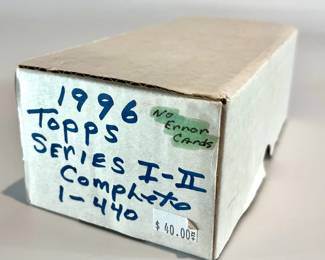 1996
Topps
Series I-II
Complete
1-440
No
Error
Cards
$ 40.00